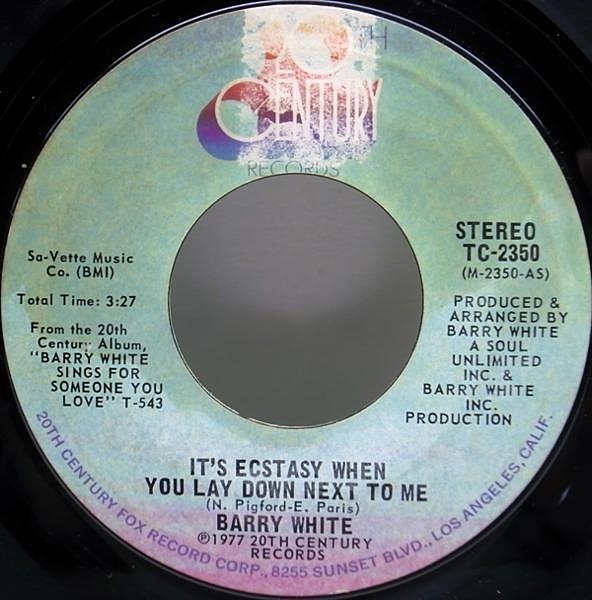 20TH
CENTURY
RECORDS
Sa-Vette Music
Co. (BMI)
Total Time: 3:27
From the 20th
Century Album,
"BARRY WHITE
SINGS FOR
SOMEONE YOU
LOVE" T-543
STEREO
TC-2350
(M-2350-AS)
PRODUCED &
ARRANGED BY
BARRY WHITE
A SOUL
UNLIMITED
INC. &
BARRY WHITE
INC.
PRODUCTION
IT'S ECSTASY WHEN
YOU LAY DOWN NEXT TO ME
(N. Pigford-E. Paris)
BARRY WHITE
℗1977 20TH CENTURY
RECORDS
20TH CENTURY FOX RECORD CORP., 8255 SUNSET BLVD., LOS ANGELES, CALIF.